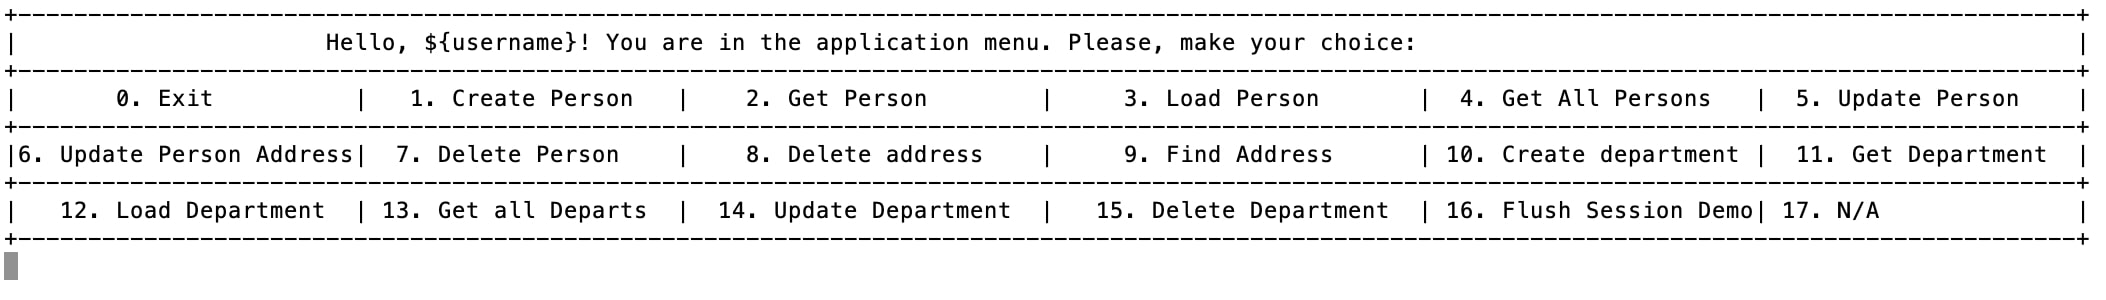 Hello, ${username}! You are in the application menu. Please, make your choice:
| 0. Exit | 1. Create Person | 2. Get Person | 3. Load Person | 4. Get All Persons | 5. Update Person |
|6. Update Person Address| 7. Delete Person | 8. Delete address | 9. Find Address | 10. Create department | 11. Get Department |
| 12. Load Department | 13. Get all Departs | 14. Update Department | 15. Delete Department | 16. Flush Session Demo| 17. N/A |